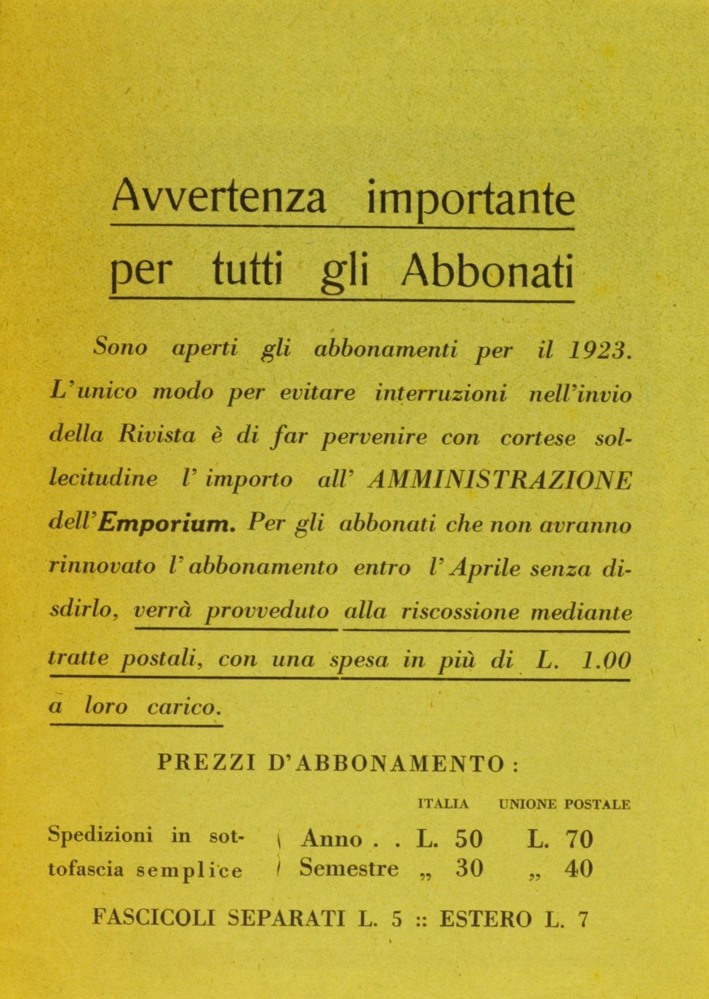 Avvertenza importante
per tutti gli Abbonati
Sono aperti gli abbonamenti per il 1923.
L'unico modo per evitare interruzioni nell'invio
della Rivista è di far pervenire con cortese sol-
lecitudine l' importo all' AMMINISTRAZIONE
dell'Emporium. Per gli abbonati che non avranno
rinnovato l' abbonamento entro l' Aprile senza di-
sdirlo, verrà provveduto alla riscossione mediante
tratte postali, con una spesa in più di L. 1.00
a loro carico.
PREZZI D'ABBONAMENTO :
ITALIA UNIONE POSTALE
Spedizioni in sot- Anno . . L. 50 L. 70
tofascia semplice Semestre „ 30 „ 40
FASCICOLI SEPARATI L. 5 :: ESTERO L. 7